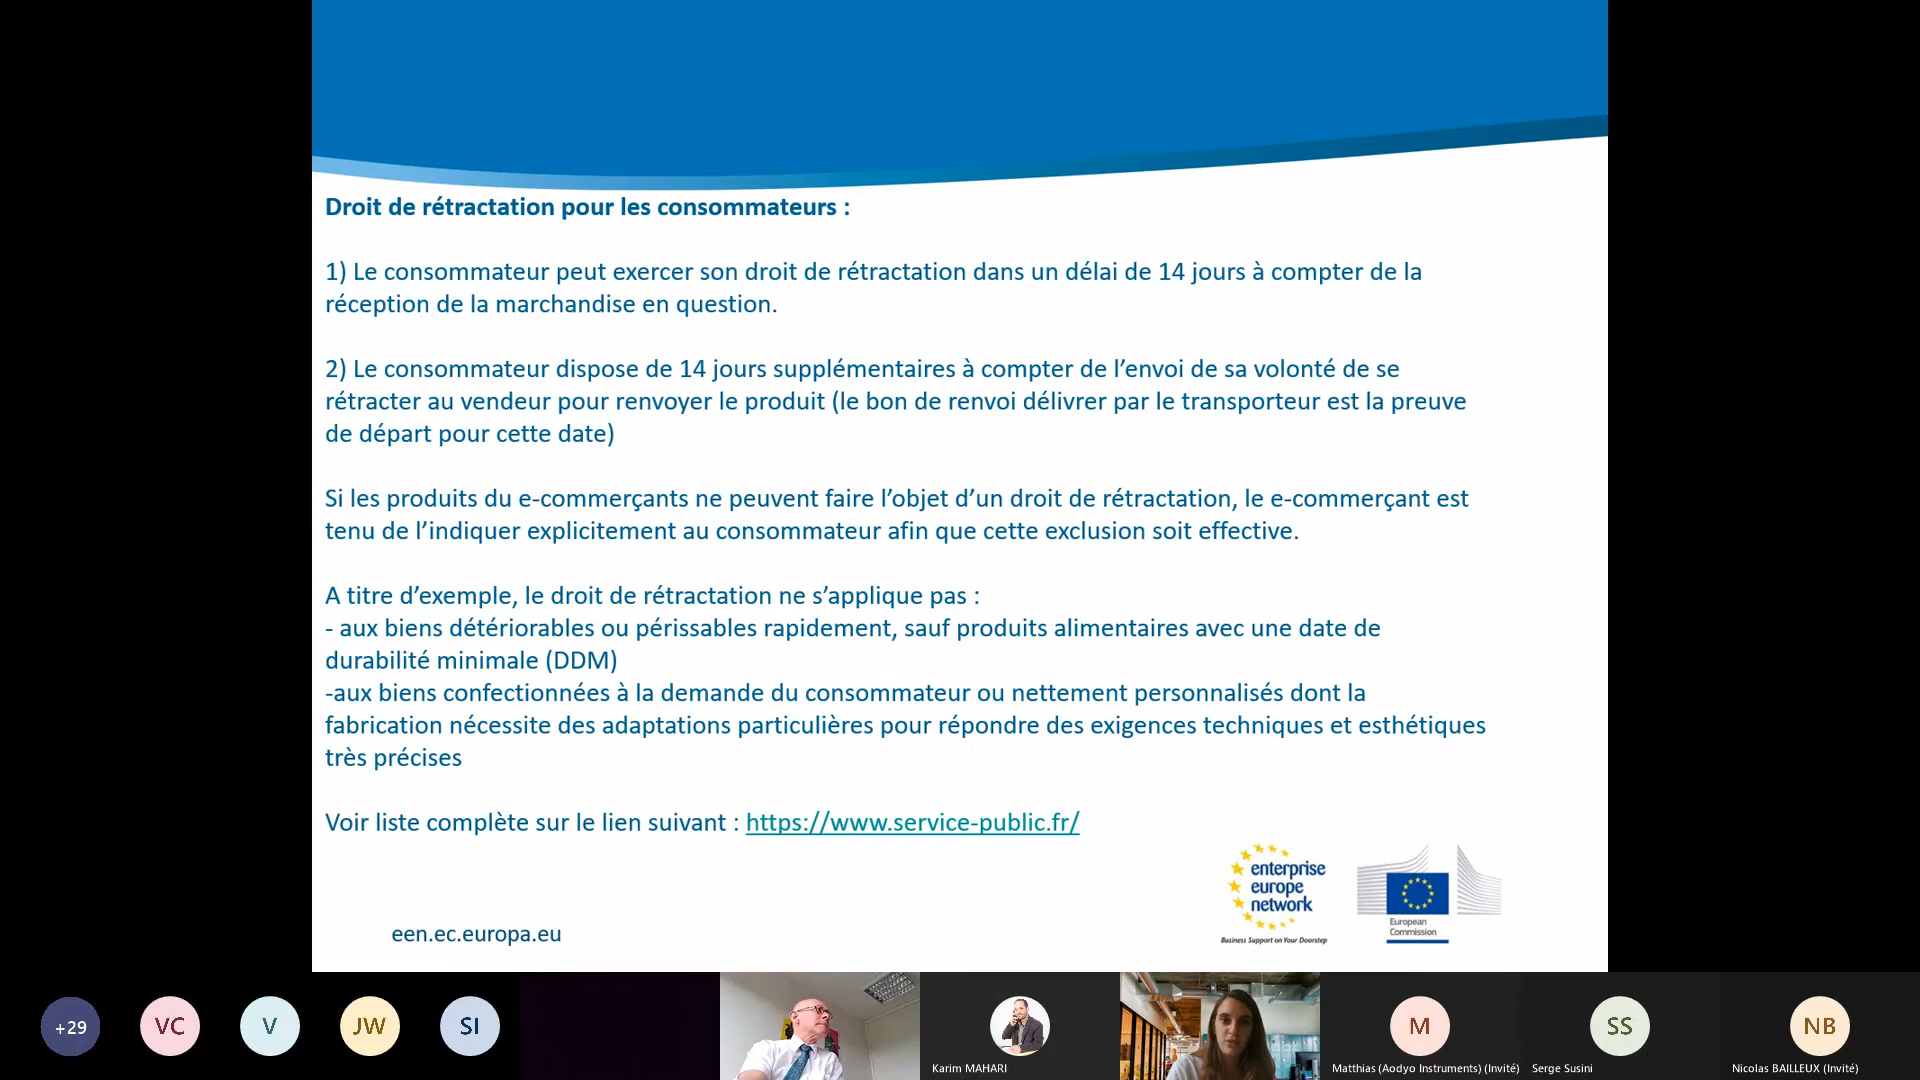 Droit de rétractation pour les consommateurs :
1) Le consommateur peut exercer son droit de rétractation dans un délai de 14 jours à compter de la
réception de la marchandise en question.
2) Le consommateur dispose de 14 jours supplémentaires à compter de l’envoi de sa volonté de se
rétracter au vendeur pour renvoyer le produit (le bon de renvoi délivrer par le transporteur est la preuve
de départ pour cette date)
Si les produits du e-commerçants ne peuvent faire l’objet d’un droit de rétractation, le e-commerçant est
tenu de l’indiquer explicitement au consommateur afin que cette exclusion soit effective.
A titre d’exemple, le droit de rétractation ne s’applique pas :
- aux biens détériorables ou périssables rapidement, sauf produits alimentaires avec une date de
durabilité minimale (DDM)
-aux biens confectionnées à la demande du consommateur ou nettement personnalisés dont la
fabrication nécessite des adaptations particulières pour répondre des exigences techniques et esthétiques
très précises
Voir liste complète sur le lien suivant : https://www.service-public.fr/
enterprise
europe
network
Business Support on Your Doorstep
European
Commission
een.ec.europa.eu
+29
VC
V
JW
SI
Karim MAHARI
M
Matthias (Aodyo Instruments) (Invité)
SS
Serge Susini
NB
Nicolas BAILLEUX (Invité)